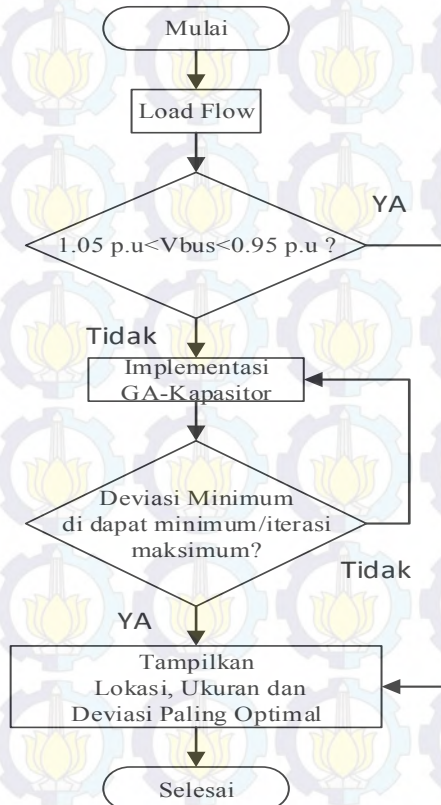 Mulai
Load Flow
1.05 p.u<Vbus<0.95 p.u ?
YA
Tidak
Implementasi
GA-Kapasitor
Deviasi Minimum
di dapat minimum/iterasi
maksimum?
Tidak
YA
Tampilkan
Lokasi, Ukuran dan
Deviasi Paling Optimal
Selesai